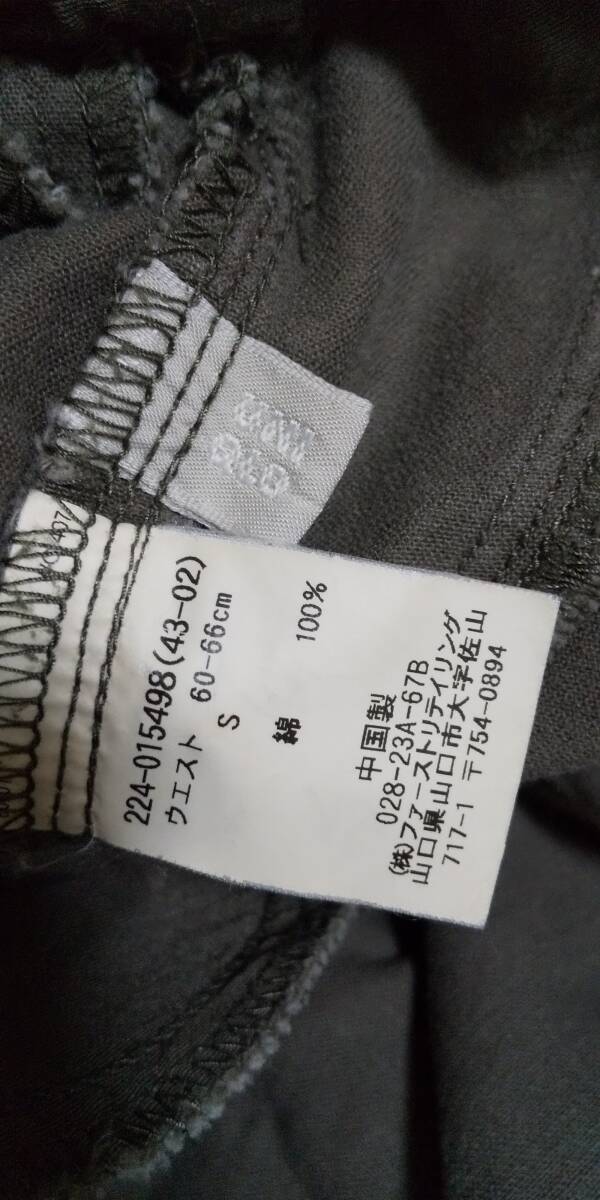 224-015498(43-02)
ウエスト 60-66cm
S
綿 100%
中国製
028-23A-67B
(株)ファーストリテイリング
山口県山口市大字佐山
717-1 〒754-0894